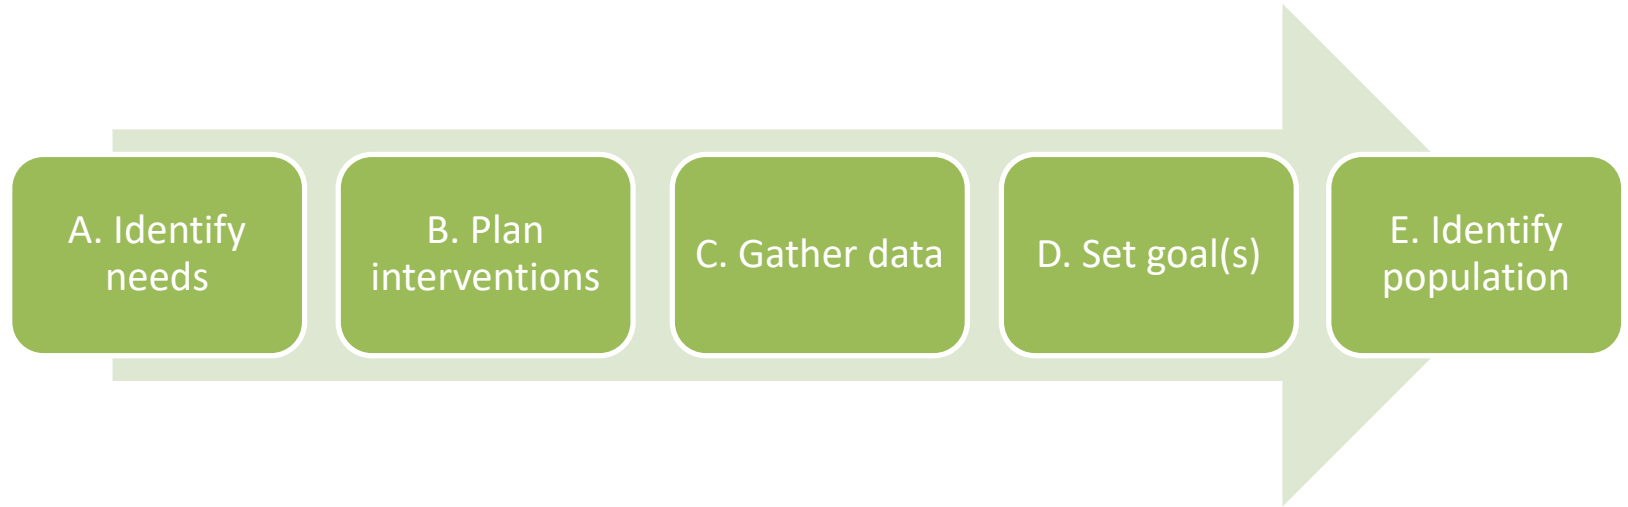 A. Identify
needs
B. Plan
interventions
C. Gather data
D. Set goal(s)
E. Identify
population